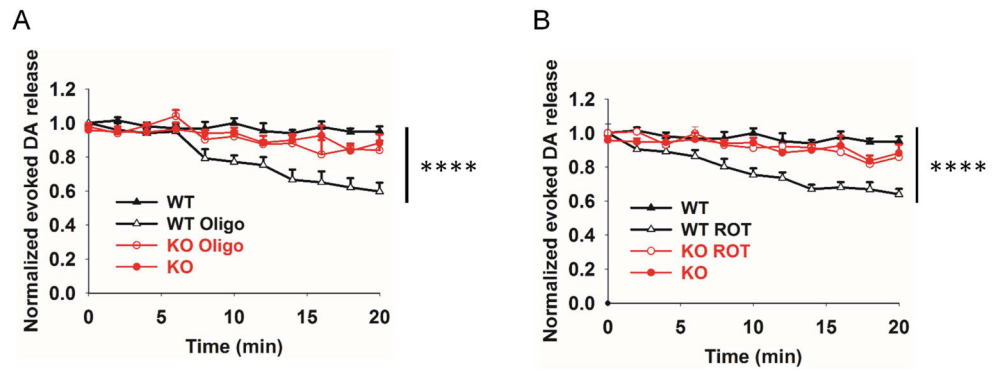 A
Normalized evoked DA release
1.2
1.0
0.8
0.6
0.4
0.2
0.0
WT
WT Oligo
KO Oligo
KO
0 5 10 15 20
Time (min)
****
B
Normalized evoked DA release
1.2
1.0
0.8
0.6
0.4
0.2
0.0
WT
WT ROT
KO ROT
KO
0 5 10 15 20
Time (min)
****